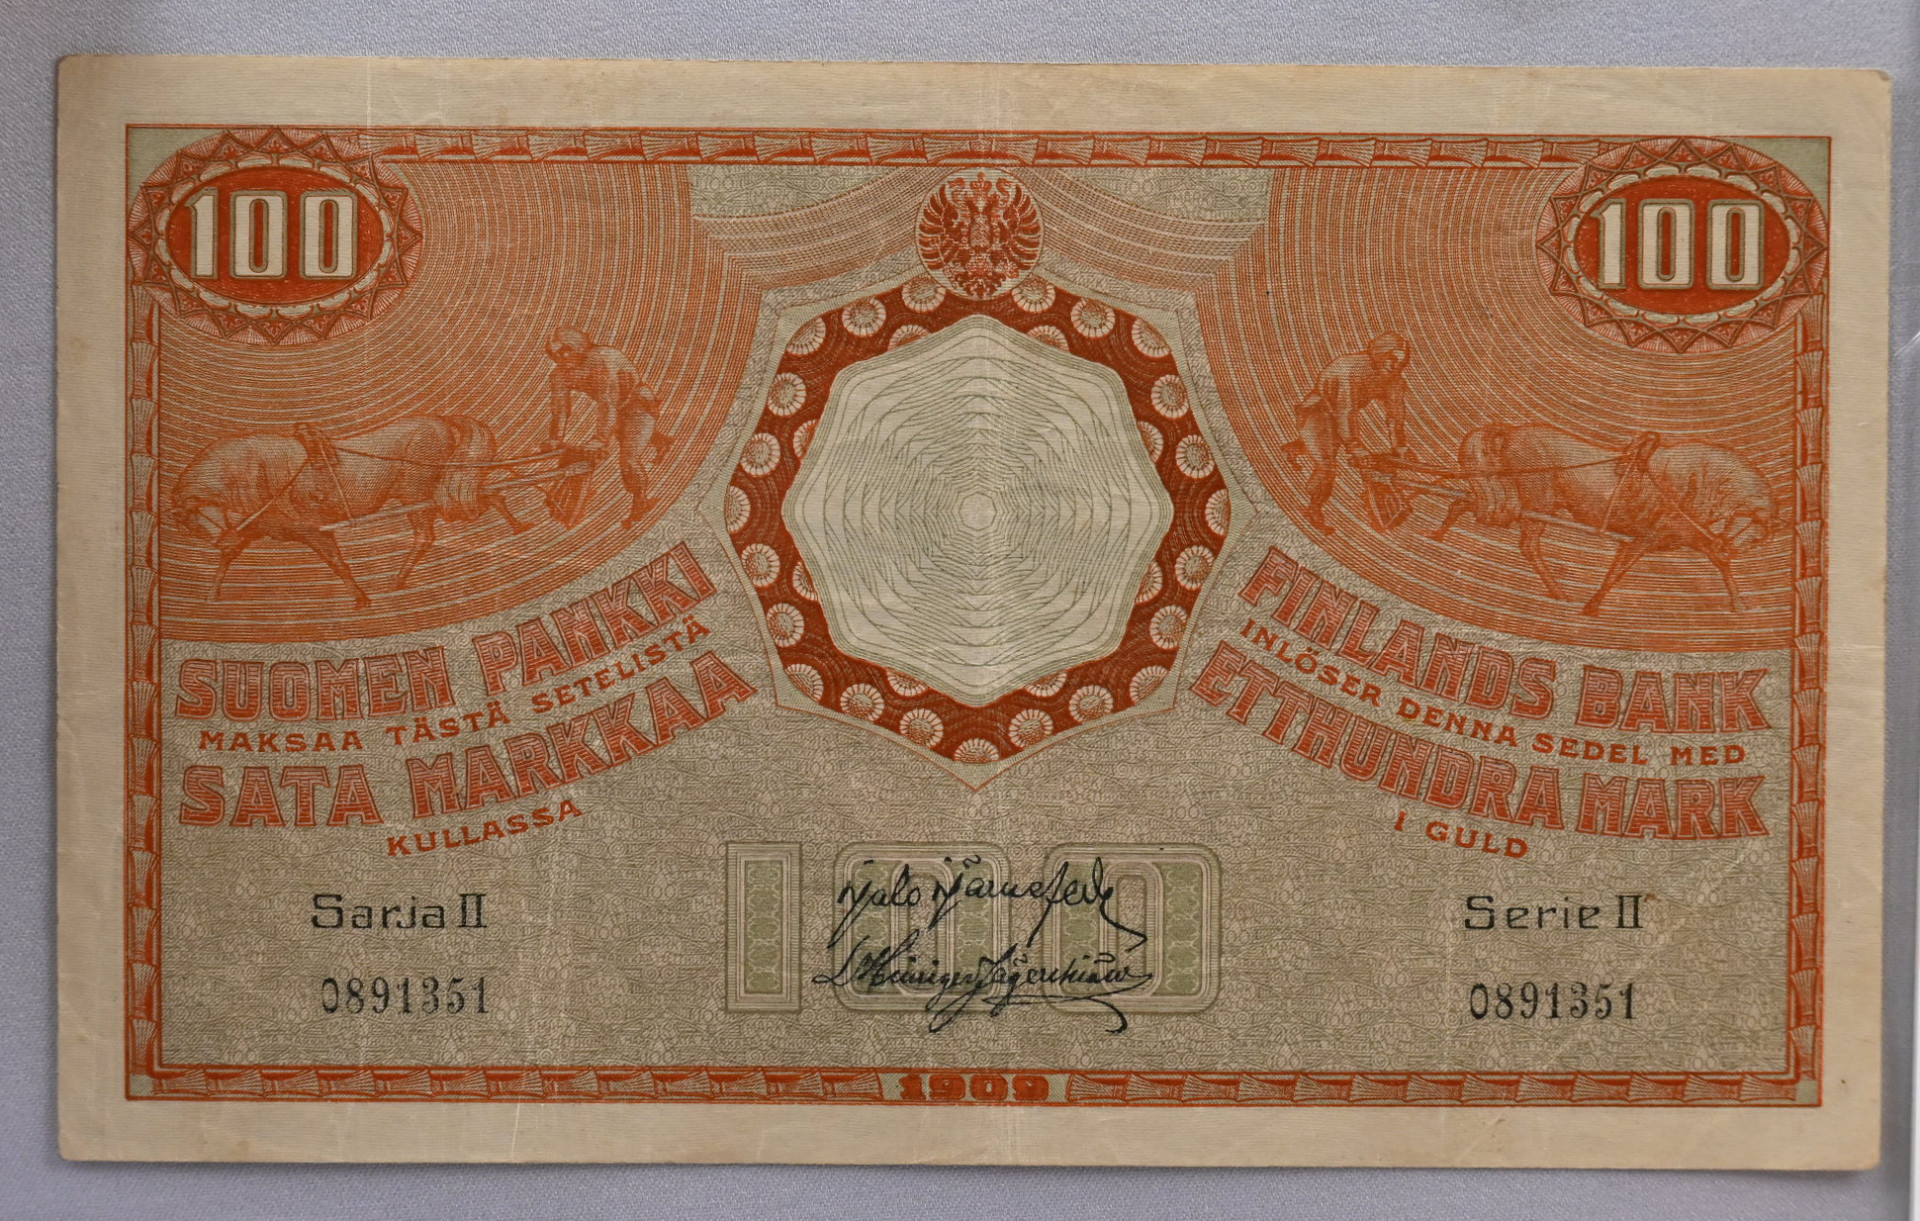 100
100
SUOMEN PANKKI
MAKSAA TÄSTÄ SETELISTÄ
SATA MARKKAA
KULLASSA
FINLANDS BANK
INLÖSER DENNA SEDEL MED
ETTHUNDRA MARK
I GULD
100
Sarja II
0891351
Serie II
0891351
1909